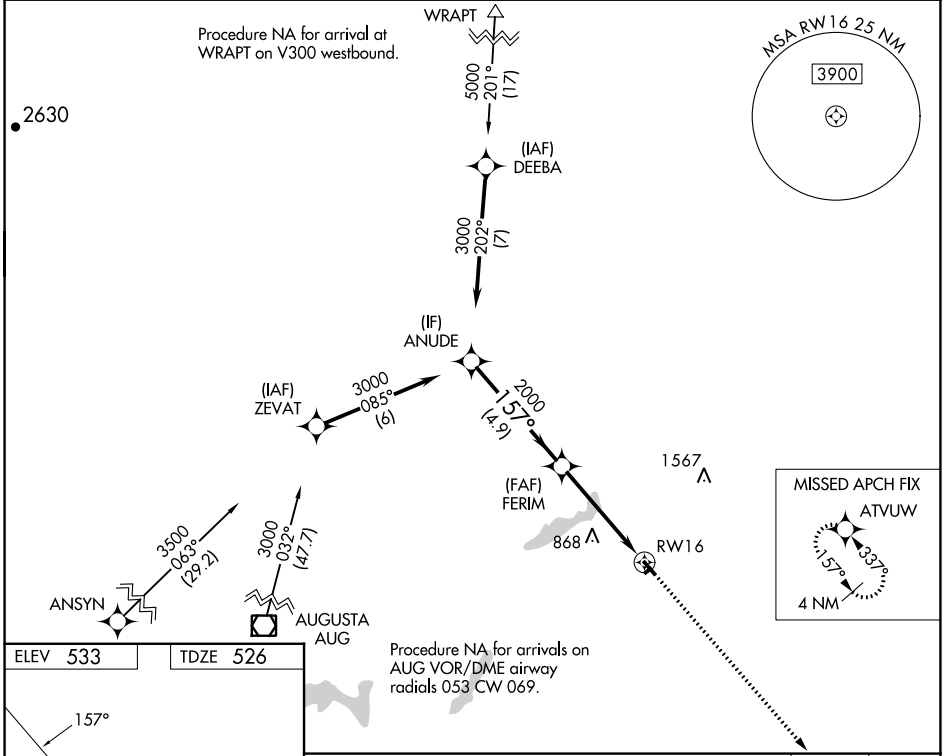 WRAPT
Procedure NA for arrival at
WRAPT on V300 westbound.
5000
201°
(17)
MSA RW16 25 NM
3900
2630
(IAF)
DEEBA
3000
202°
(7)
(IF)
ANUDE
(IAF)
ZEVAT
3000
085°
(6)
2000
157°
(4.9)
(FAF)
FERIM
1567
868
RW16
MISSED APCH FIX
ATVUW
157°
337°
4 NM
3500
063°
(29.2)
3000
032°
(47.7)
ANSYN
AUGUSTA
AUG
Procedure NA for arrivals on
AUG VOR/DME airway
radials 053 CW 069.
ELEV 533
TDZE 526
157°